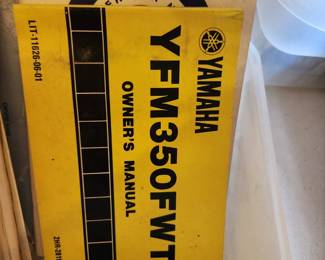 YAMAHA
YFM350FWT
OWNER'S MANUAL
LIT-11626-06-01